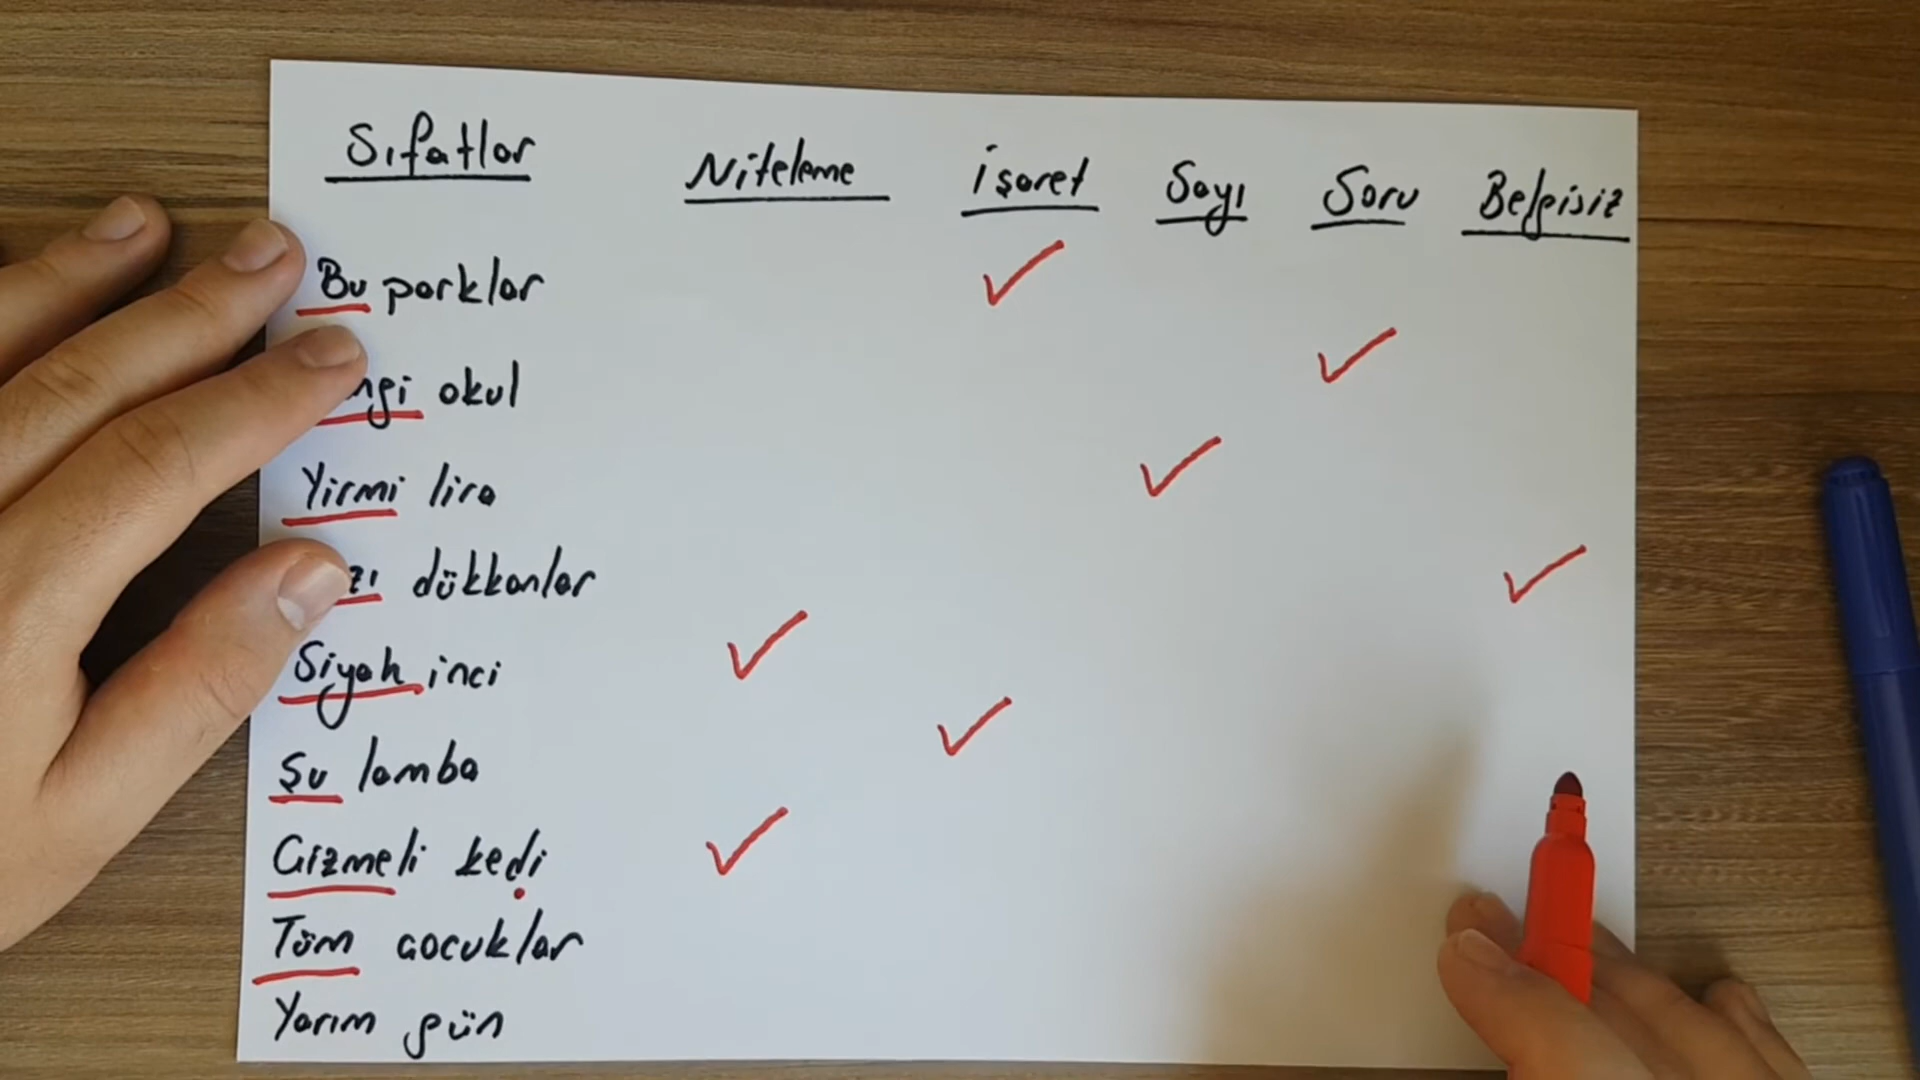 Sıfatlar Niteleme işaret Sayı Soru Belgisiz
Bu parklar
okul
Yirmi lira
dükkanlar
Siyah inci
Şu lamba
Çizmeli kedi
Tüm çocuklar
Yarım gün